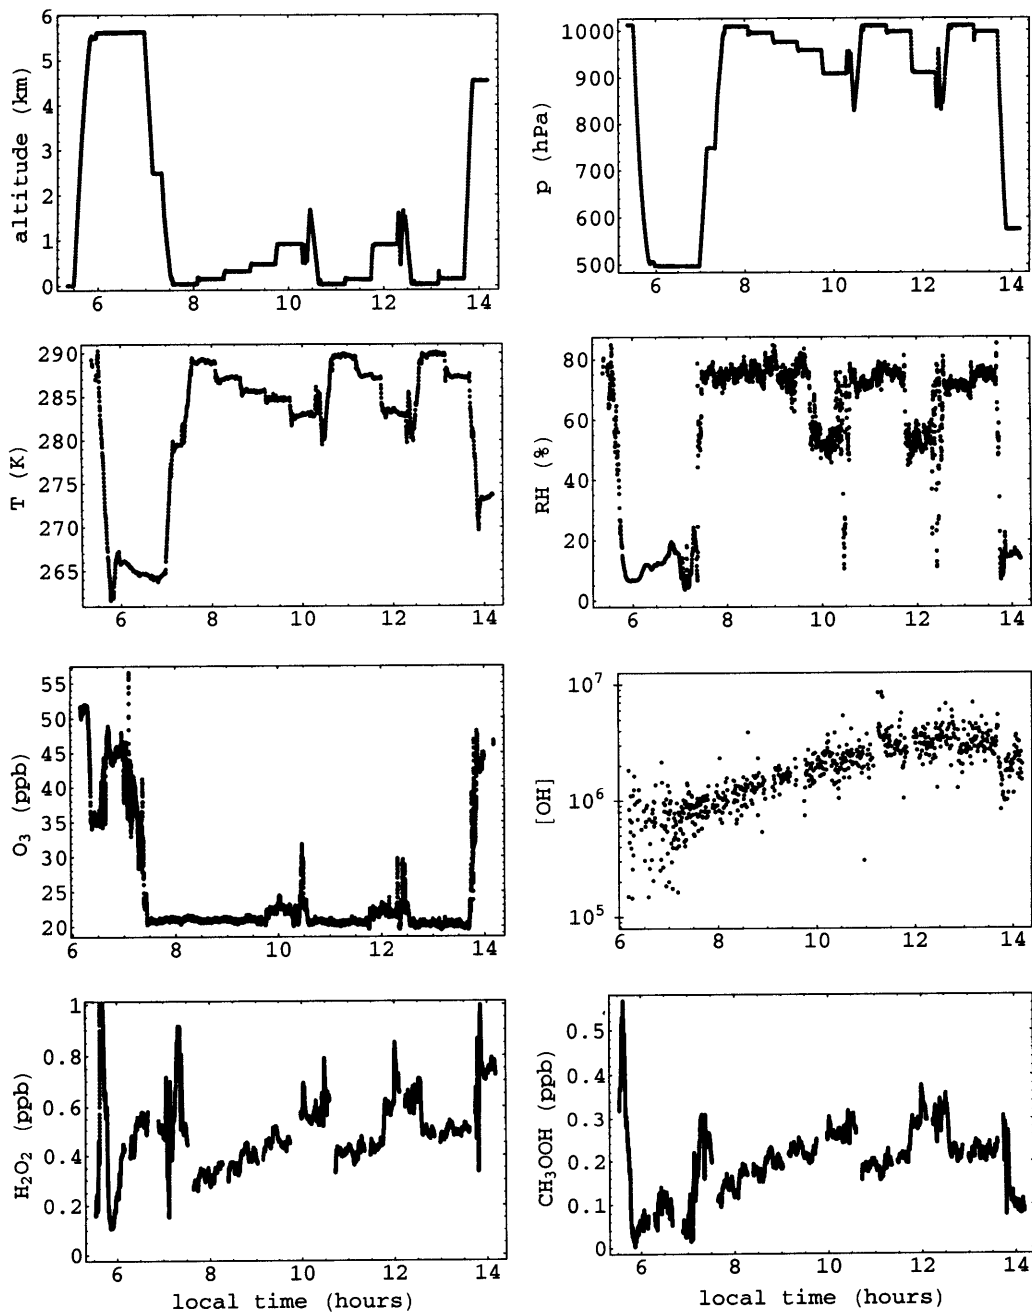 6
5
4
3
2
1
0
altitude (km)
6 8 10 12 14
1000
900
800
700
600
500
p (hPa)
6 8 10 12 14
290
285
280
275
270
265
T (K)
6 8 10 12 14
80
60
40
20
0
RH (%)
6 8 10 12 14
55
50
45
40
35
30
25
20
O3 (ppb)
6 8 10 12 14
10^7
10^6
10^5
[OH]
6 8 10 12 14
1
0.8
0.6
0.4
0.2
0
H2O2 (ppb)
6 8 10 12 14
local time (hours)
0.5
0.4
0.3
0.2
0.1
0
CH3OOH (ppb)
6 8 10 12 14
local time (hours)